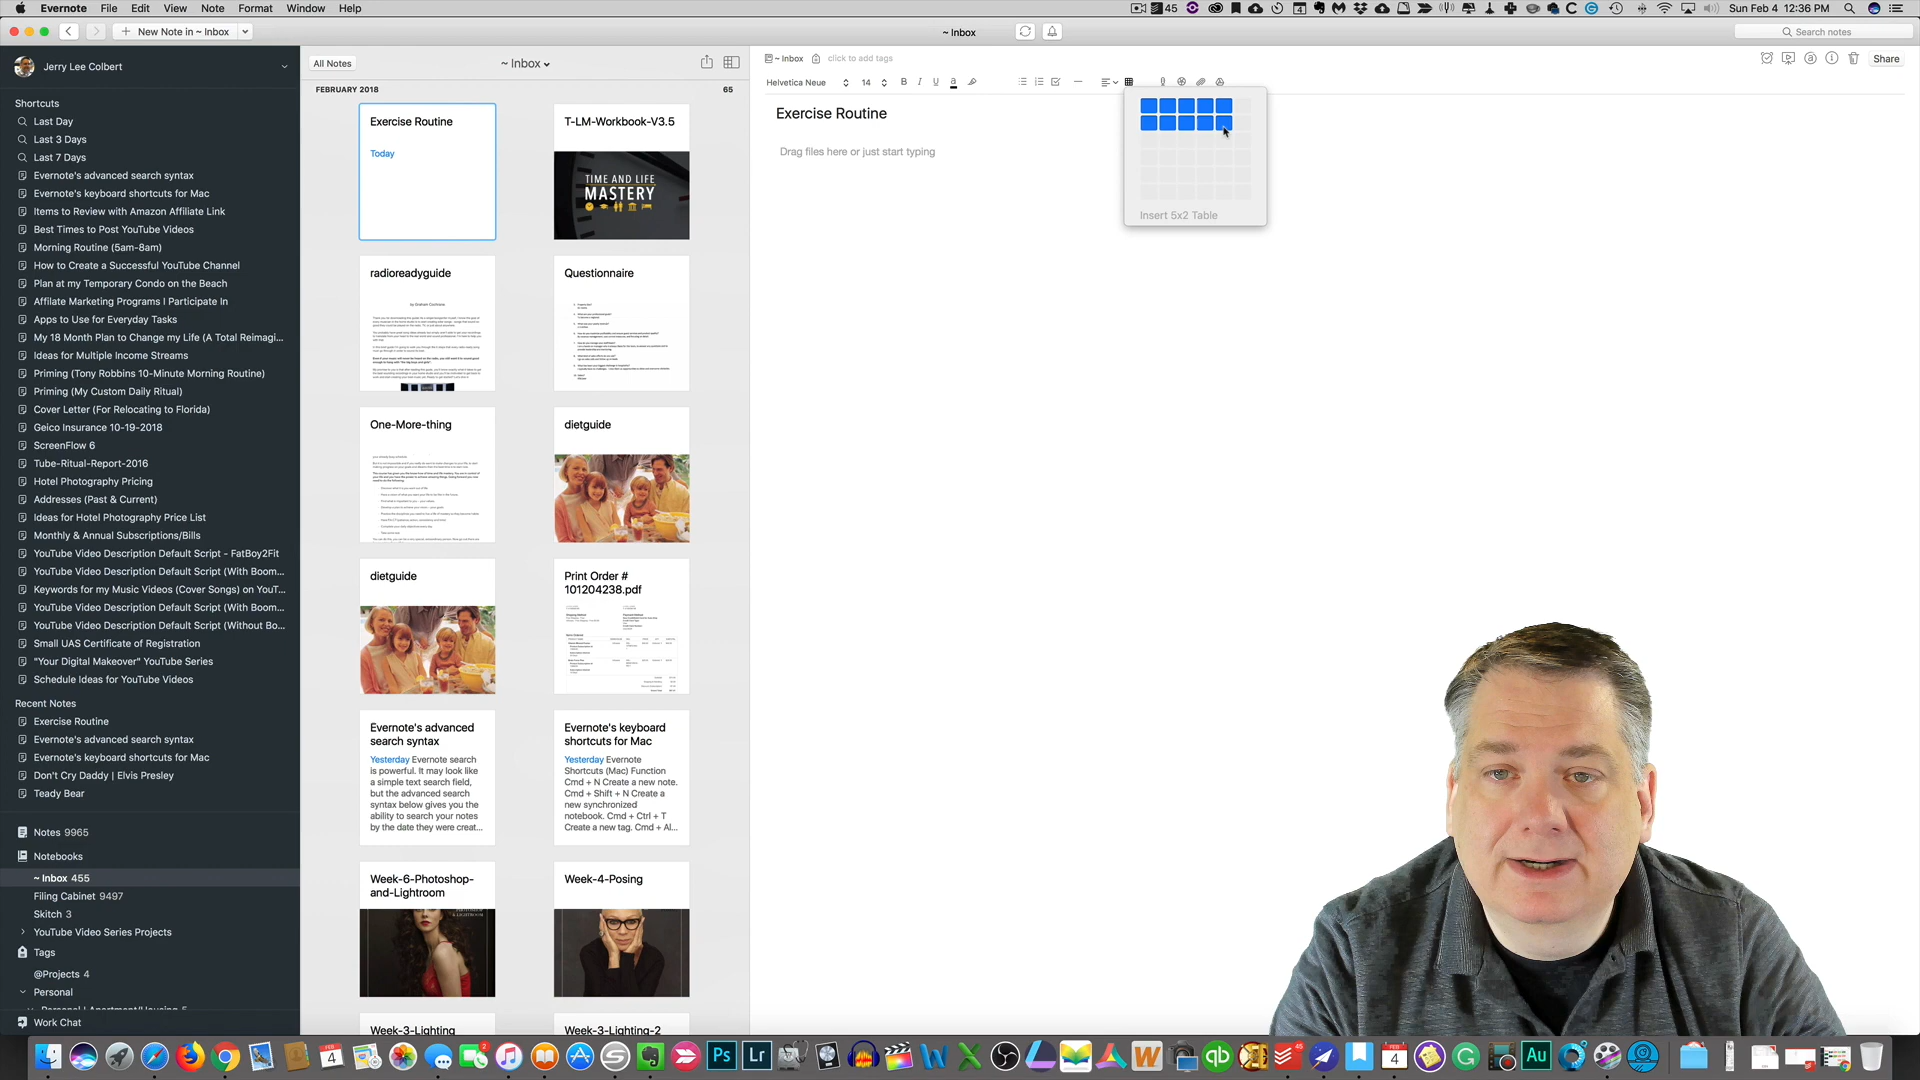 Evernote File Edit View Note Format Window Help
45
Sun Feb 4 12:36 PM
New Note in ~ Inbox
~ Inbox
Search notes
Jerry Lee Colbert
Shortcuts
Last Day
Last 3 Days
Last 7 Days
Evernote's advanced search syntax
Evernote's keyboard shortcuts for Mac
Items to Review with Amazon Affiliate Link
Best Times to Post YouTube Videos
Morning Routine (5am-8am)
How to Create a Successful YouTube Channel
Plan at my Temporary Condo on the Beach
Affilate Marketing Programs I Participate In
Apps to Use for Everyday Tasks
My 18 Month Plan to Change my Life (A Total Reimagi...
Ideas for Multiple Income Streams
Priming (Tony Robbins 10-Minute Morning Routine)
Priming (My Custom Daily Ritual)
Cover Letter (For Relocating to Florida)
Geico Insurance 10-19-2018
ScreenFlow 6
Tube-Ritual-Report-2016
Hotel Photography Pricing
Addresses (Past & Current)
Ideas for Hotel Photography Price List
Monthly & Annual Subscriptions/Bills
YouTube Video Description Default Script - FatBoy2Fit
YouTube Video Description Default Script (With Boom...
Keywords for my Music Videos (Cover Songs) on YouT...
YouTube Video Description Default Script (With Boom...
YouTube Video Description Default Script (Without Bo...
Small UAS Certificate of Registration
"Your Digital Makeover" YouTube Series
Schedule Ideas for YouTube Videos
Recent Notes
Exercise Routine
Evernote's advanced search syntax
Evernote's keyboard shortcuts for Mac
Don't Cry Daddy | Elvis Presley
Teady Bear
Notes 9965
Notebooks
~ Inbox 455
Filing Cabinet 9497
Skitch 3
YouTube Video Series Projects
Tags
@Projects 4
Personal
Work Chat
All Notes
~ Inbox
FEBRUARY 2018
65
Exercise Routine
Today
T-LM-Workbook-V3.5
TIME AND LIFE
MASTERY
radioreadyguide
by Graham Cochrane
Questionnaire
One-More-thing
dietguide
dietguide
Print Order #
101204238.pdf
Evernote's advanced
search syntax
Yesterday Evernote search
is powerful. It may look like
a simple text search field,
but the advanced search
syntax below gives you the
ability to search your notes
by the date they were creat...
Evernote's keyboard
shortcuts for Mac
Yesterday Evernote
Shortcuts (Mac) Function
Cmd + N Create a new note.
Cmd + Shift + N Create a
new synchronized
notebook. Cmd + Ctrl + T
Create a new tag. Cmd + Al...
Week-6-Photoshop-
and-Lightroom
Week-4-Posing
Week-3-Lighting
Week-3-Lighting-2
~ Inbox
click to add tags
Share
Helvetica Neue
14
B I U a
Exercise Routine
Drag files here or just start typing
Insert 5x2 Table
Ps
Lr
Au